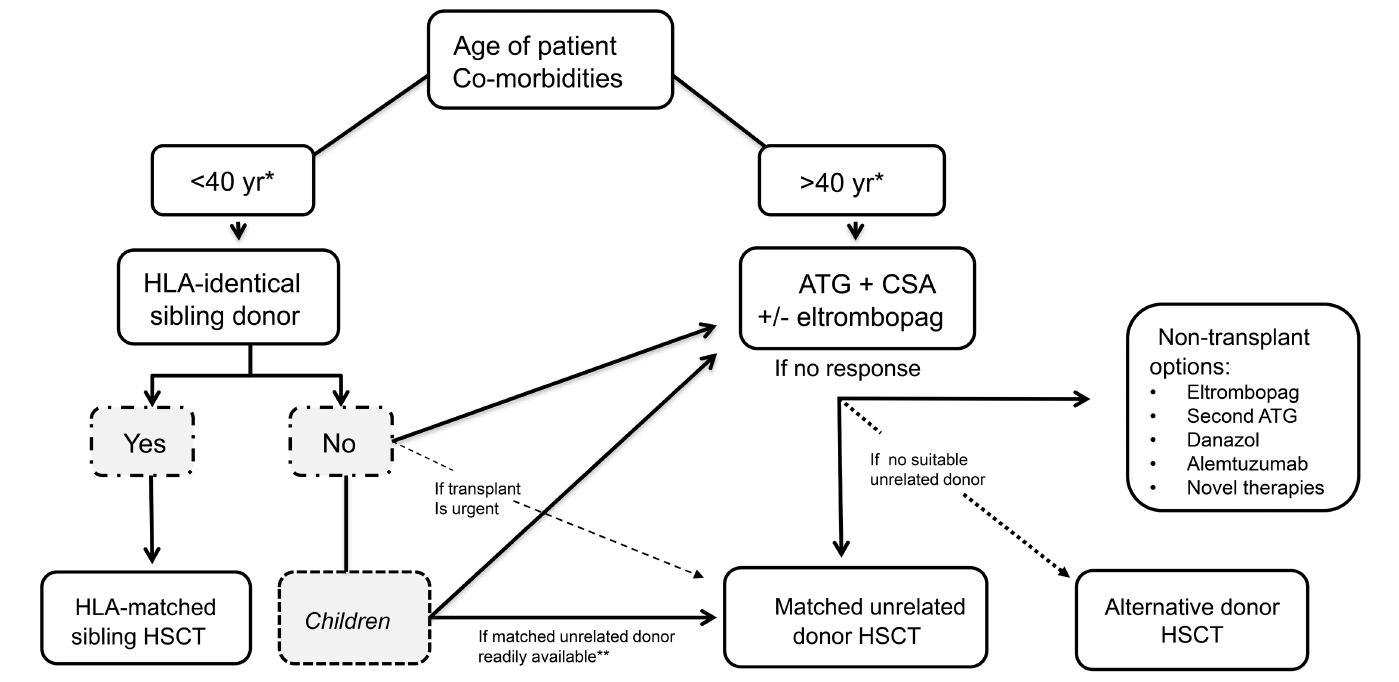 Age of patient
Co-morbidities
<40 yr*
>40 yr*
HLA-identical
sibling donor
ATG + CSA
+/- eltrombopag
If no response
Non-transplant
options:
• Eltrombopag
• Second ATG
• Danazol
• Alemtuzumab
• Novel therapies
Yes
No
If transplant
Is urgent
If no suitable
unrelated donor
HLA-matched
sibling HSCT
Children
If matched unrelated donor
readily available**
Matched unrelated
donor HSCT
Alternative donor
HSCT